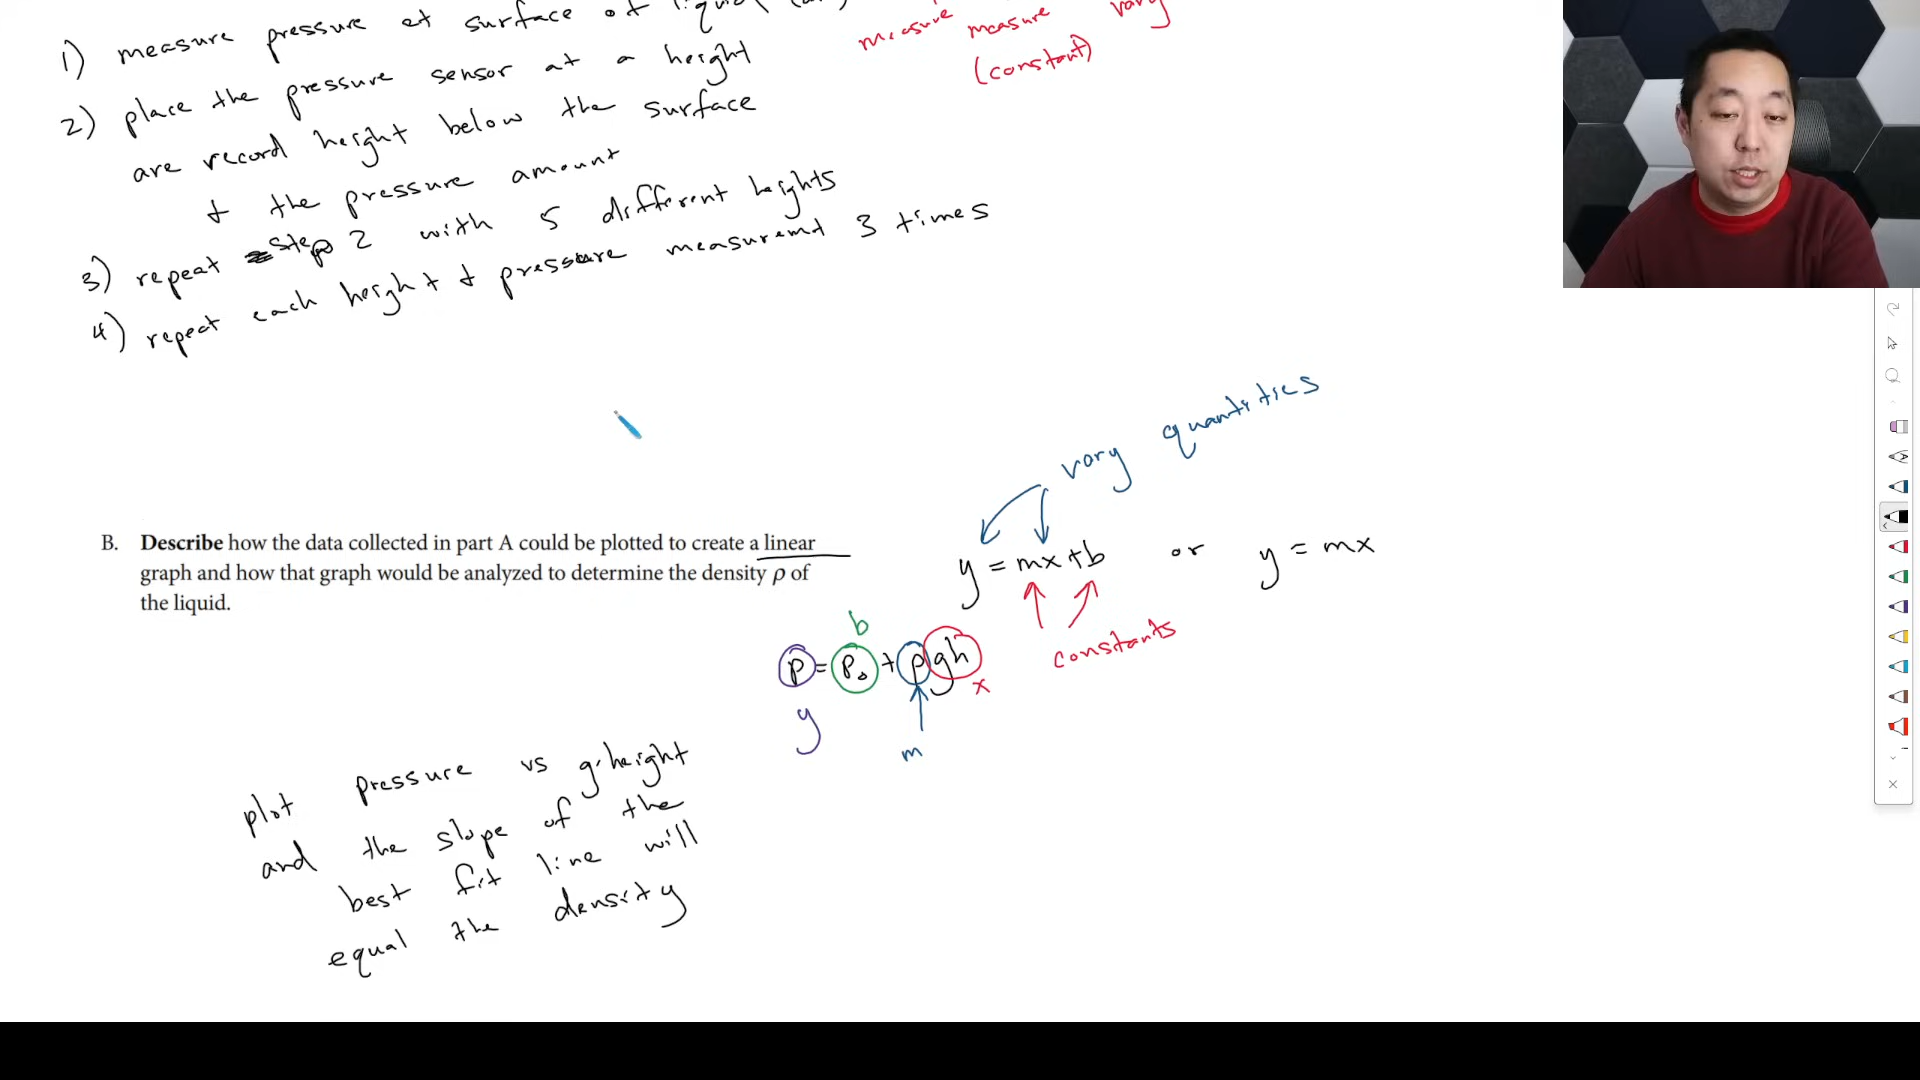 1) measure pressure at surface of liquid
measure measure vary
(constant)
2) place the pressure sensor at a height
are record height below the surface
+ the pressure amount
3) repeat step 2 with 5 different heights
4) repeat each height + pressure measuremt 3 times
vary quantities
B. Describe how the data collected in part A could be plotted to create a linear
graph and how that graph would be analyzed to determine the density ρ of
the liquid.
y = mx + b or y = mx
constants
b
P = P₀ + ρgh
x
y
m
plot pressure vs g·height
and the slope of the
best fit line will
equal the density